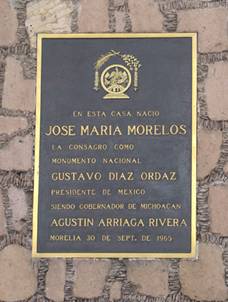 EN ESTA CASA NACIO
JOSE MARIA MORELOS
LA CONSAGRO COMO
MONUMENTO NACIONAL
GUSTAVO DIAZ ORDAZ
PRESIDENTE DE MEXICO
SIENDO GOBERNADOR DE MICHOACAN
AGUSTIN ARRIAGA RIVERA
MORELIA 30 DE SEPT. DE 1965